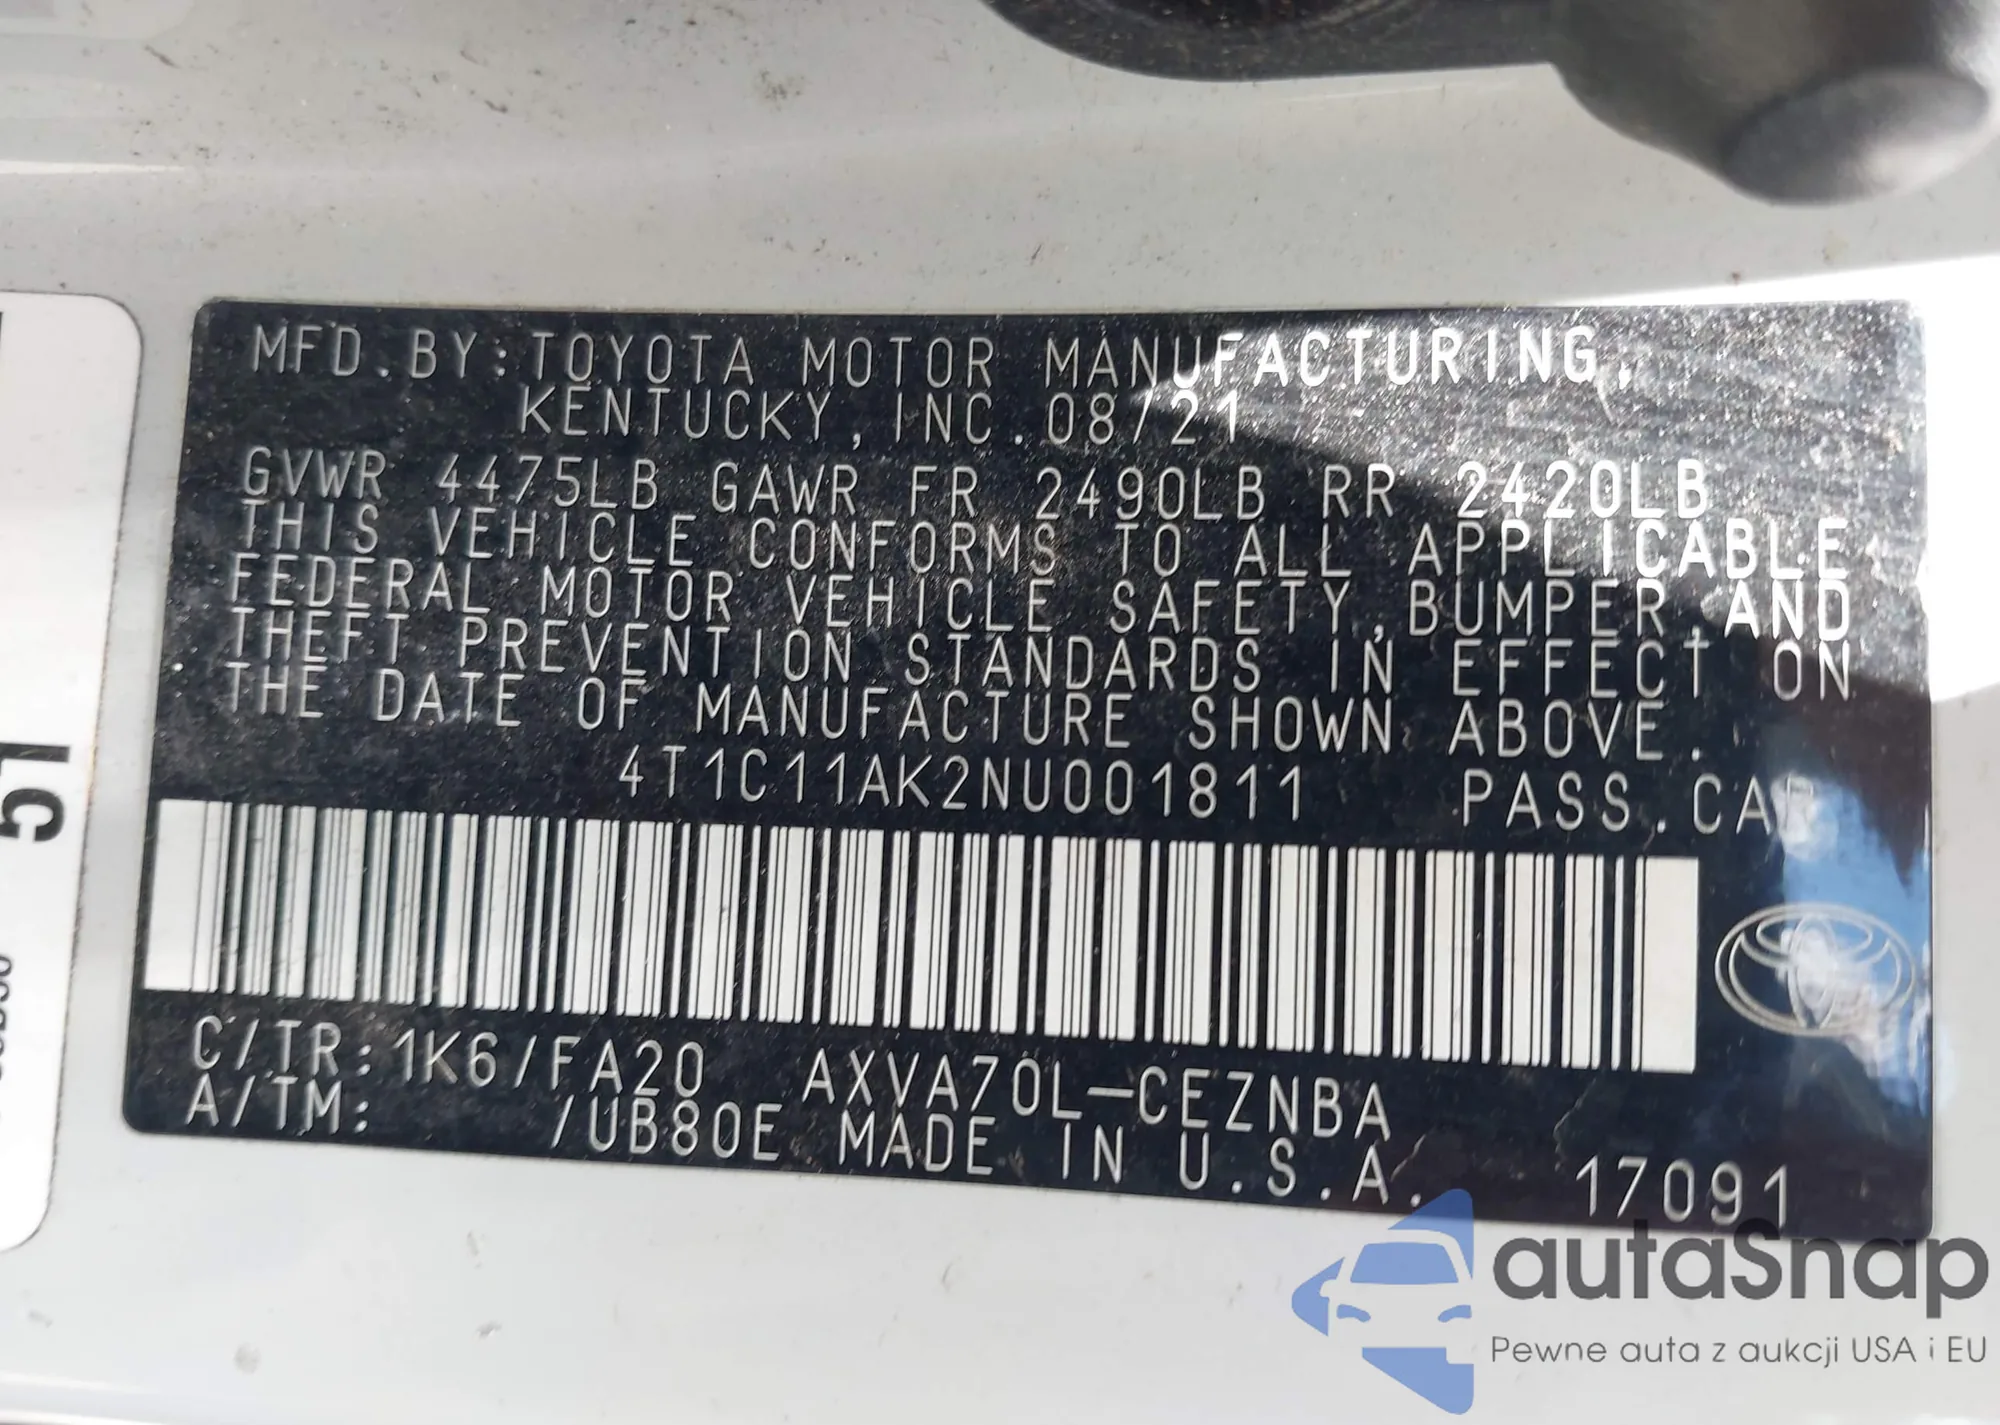 MFD.BY:TOYOTA MOTOR MANUFACTURING,
KENTUCKY, INC. 08/21
GVWR 4475LB GAWR FR 2490LB RR 2420LB
THIS VEHICLE CONFORMS TO ALL APPLICABLE
FEDERAL MOTOR VEHICLE SAFETY,BUMPER,AND
THEFT PREVENTION STANDARDS IN EFFECT ON
THE DATE OF MANUFACTURE SHOWN ABOVE.
4T1C11AK2NU001811 PASS.CAR
C/TR:1K6/FA20 AXVA70L-CEZNBA
A/TM: /UB80E MADE IN U.S.A. 17091
51
autaSnap
Pewne auta z aukcji USA i EU